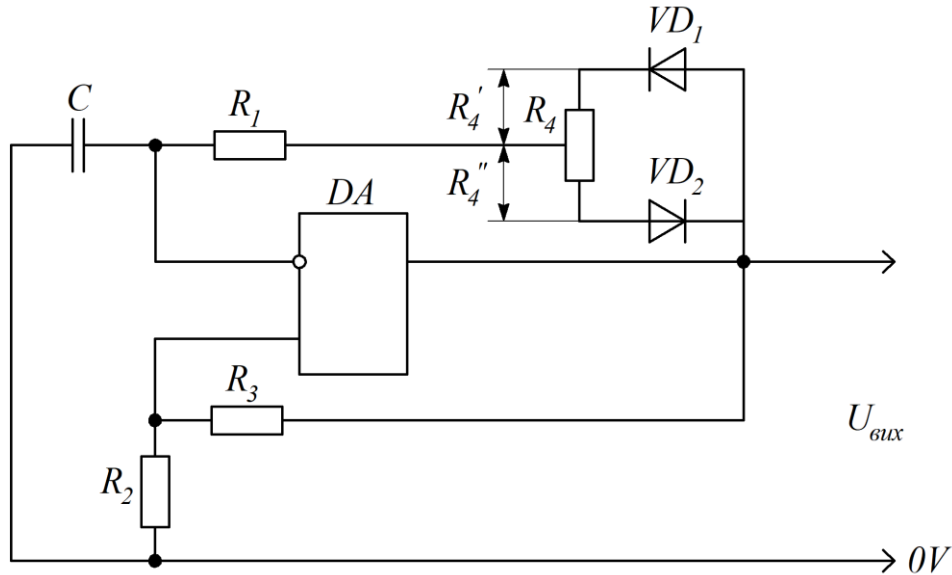 VD₁
C
R₁
R₄'
R₄
R₄"
VD₂
DA
R₃
Uвих
R₂
0V